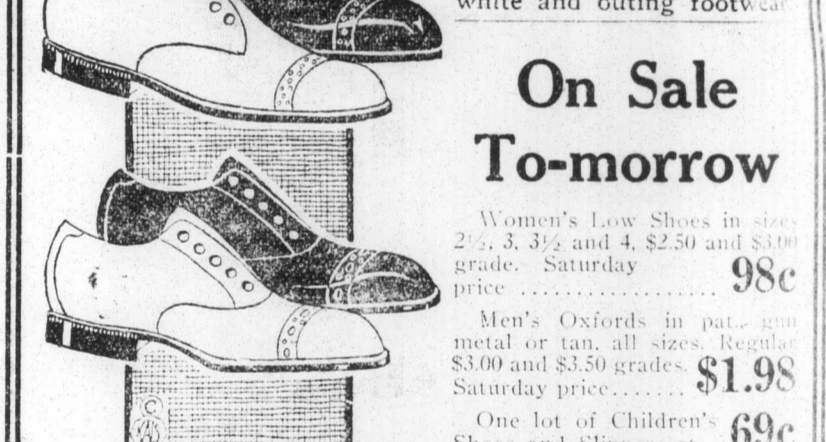 white and outing footwear
On Sale
To-morrow
Women's Low Shoes in sizes
2½, 3, 3½ and 4, $2.50 and $3.00
grade. Saturday
price .................. 98c
Men's Oxfords in pat., gun
metal or tan, all sizes. Regular
$3.00 and $3.50 grades.
Saturday price....... $1.98
One lot of Children's 69c